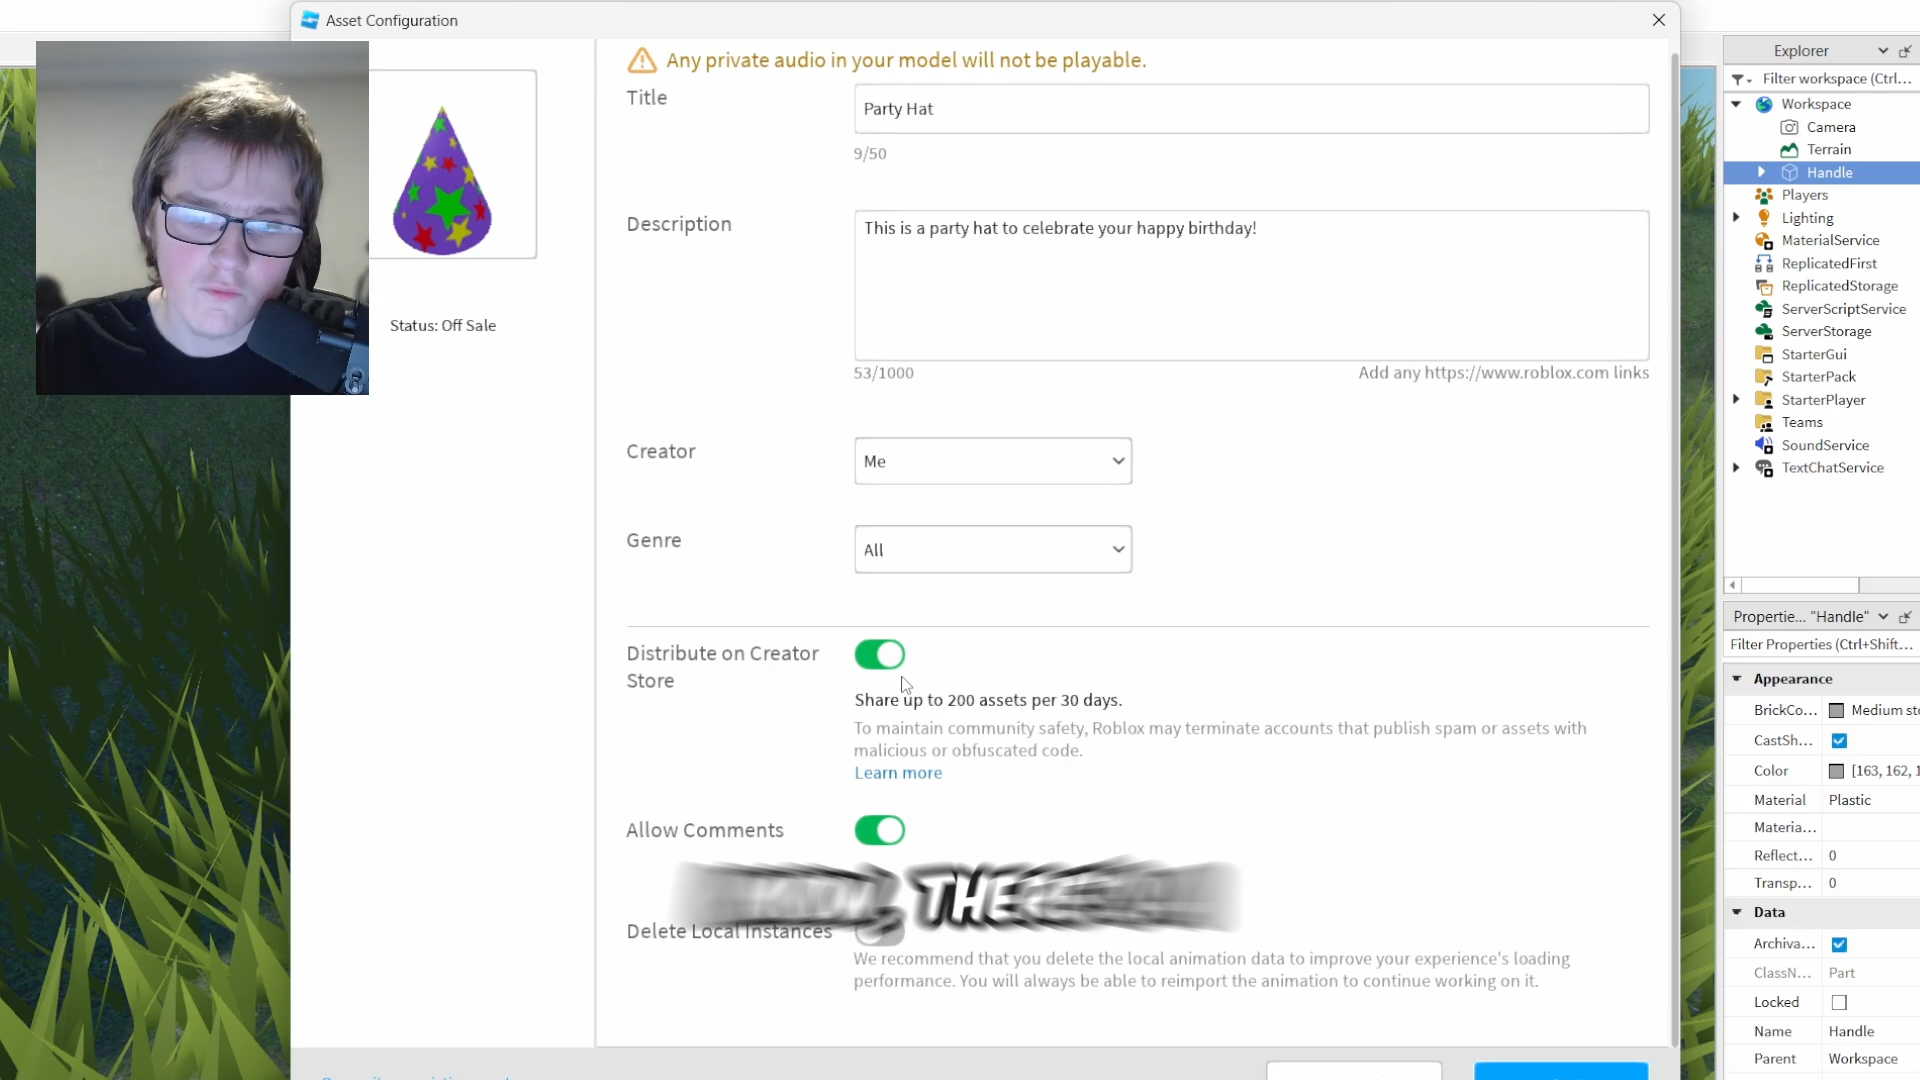 Asset Configuration
Any private audio in your model will not be playable.
Title
Party Hat
9/50
Description
This is a party hat to celebrate your happy birthday!
53/1000
Add any https://www.roblox.com links
Status: Off Sale
Creator
Me
Genre
All
Distribute on Creator
Store
Share up to 200 assets per 30 days.
To maintain community safety, Roblox may terminate accounts that publish spam or assets with
malicious or obfuscated code.
Learn more
Allow Comments
KNOW, THE
Delete Local Instances
We recommend that you delete the local animation data to improve your experience's loading
performance. You will always be able to reimport the animation to continue working on it.
Explorer
Filter workspace (Ctrl...
Workspace
Camera
Terrain
Handle
Players
Lighting
MaterialService
ReplicatedFirst
ReplicatedStorage
ServerScriptService
ServerStorage
StarterGui
StarterPack
StarterPlayer
Teams
SoundService
TextChatService
Propertie... "Handle"
Filter Properties (Ctrl+Shift...
Appearance
BrickCo... Medium sto
CastSh...
Color [163, 162, 1
Material Plastic
Materia...
Reflect... 0
Transp... 0
Data
Archiva...
ClassN... Part
Locked
Name Handle
Parent Workspace